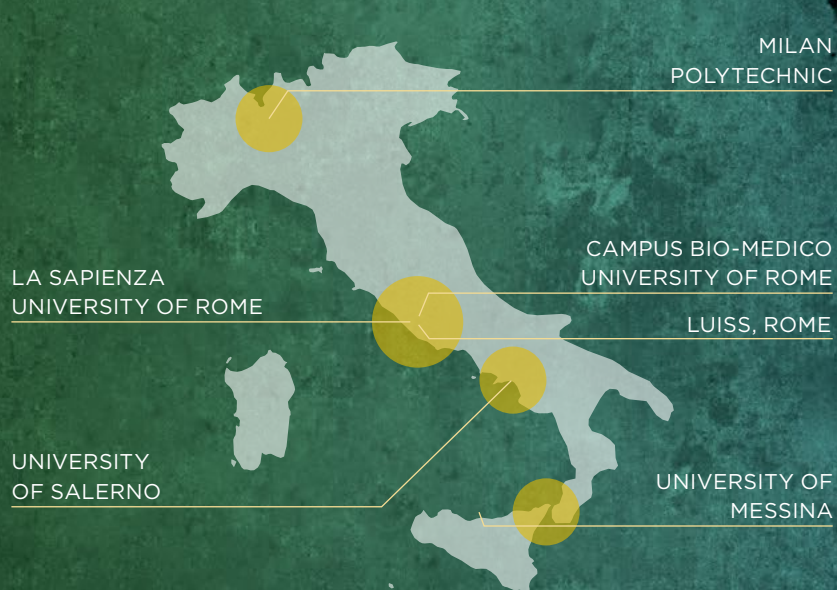 MILAN
POLYTECHNIC
CAMPUS BIO-MEDICO
UNIVERSITY OF ROME
LA SAPIENZA
UNIVERSITY OF ROME
LUISS, ROME
UNIVERSITY
OF SALERNO
UNIVERSITY OF
MESSINA